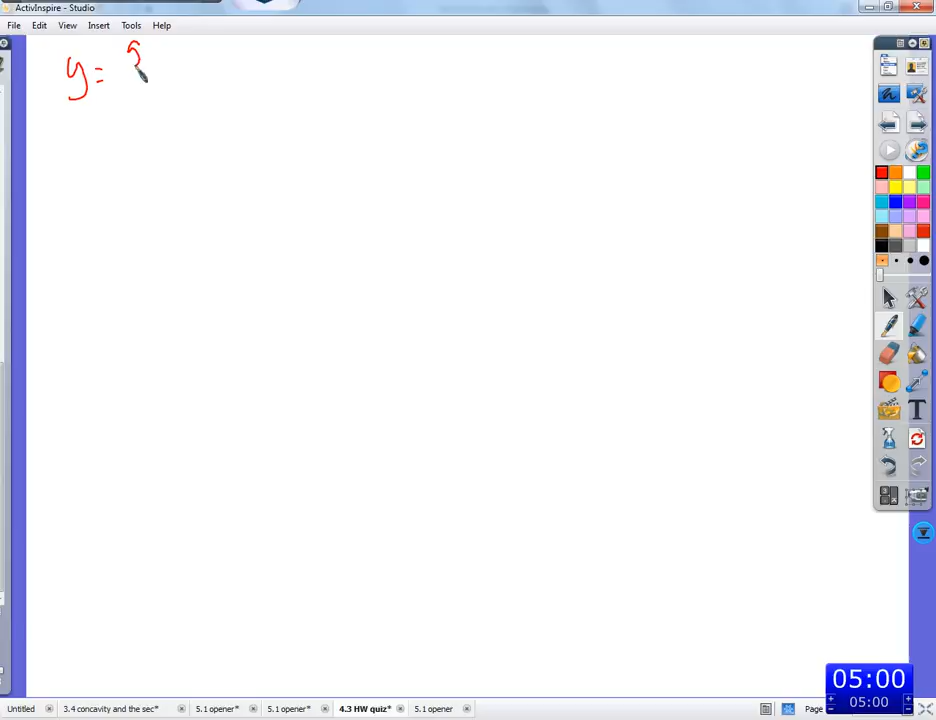 ActivInspire - Studio
File Edit View Insert Tools Help
y =
05:00
05:00
Untitled 3.4 concavity and the sec* 5.1 opener* 5.1 opener* 4.3 HW quiz* 5.1 opener Page